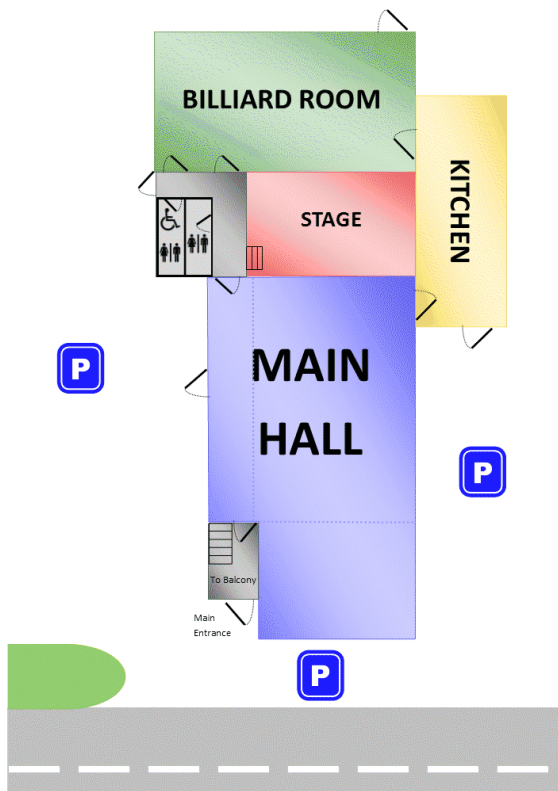 BILLIARD ROOM
KITCHEN
STAGE
MAIN
HALL
P
P
To Balcony
Main
Entrance
P